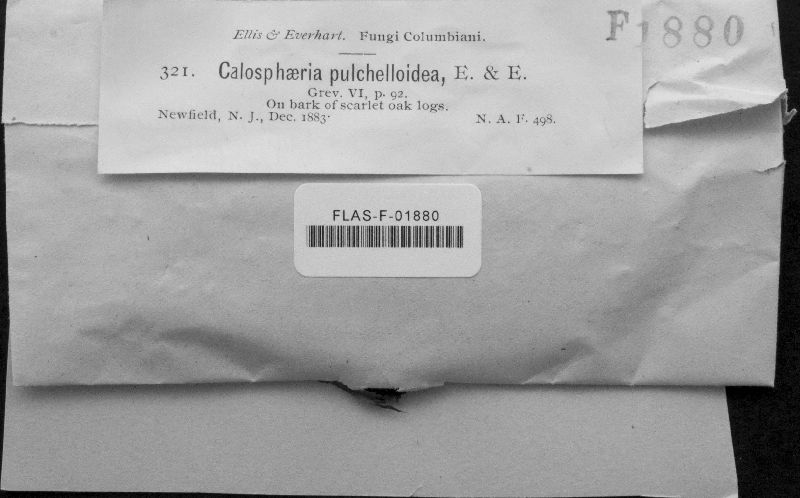 Ellis & Everhart. Fungi Columbiani.
F1880
321. Calosphæria pulchelloidea, E. & E.
Grev. VI, p. 92.
On bark of scarlet oak logs.
Newfield, N. J., Dec. 1883. N. A. F. 498.
FLAS-F-01880